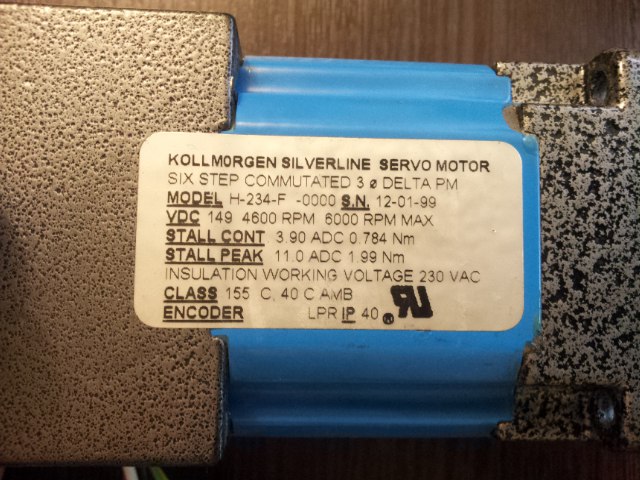 KOLLMORGEN SILVERLINE SERVO MOTOR
SIX STEP COMMUTATED 3 ø DELTA PM
MODEL H-234-F -0000 S.N. 12-01-99
VDC 149 4600 RPM 6000 RPM MAX
STALL CONT 3.90 ADC 0.784 Nm
STALL PEAK 11.0 ADC 1.99 Nm
INSULATION WORKING VOLTAGE 230 VAC
CLASS 155 C, 40 C AMB
ENCODER LPR IP 40 ® RU